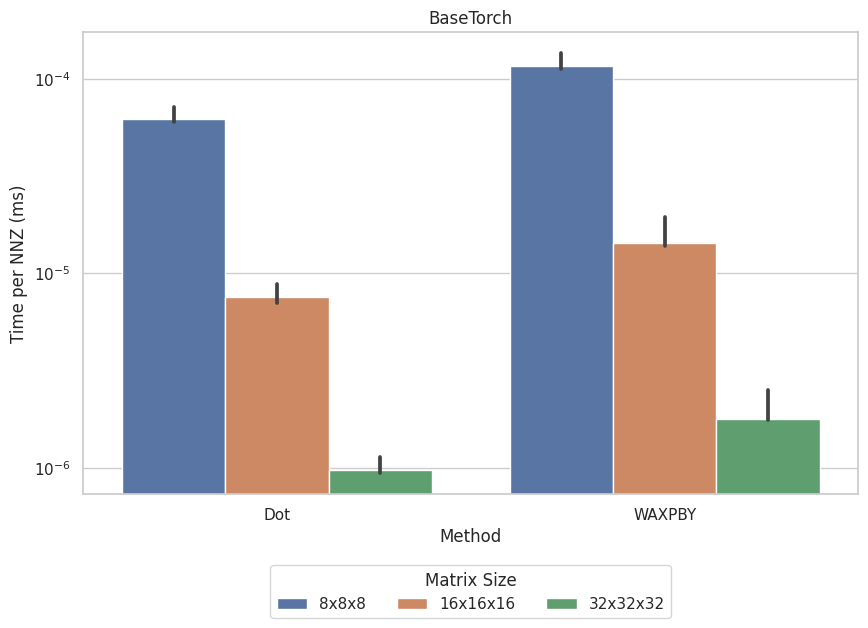 BaseTorch
Time per NNZ (ms)
10⁻⁴
10⁻⁵
10⁻⁶
Dot WAXPBY
Method
Matrix Size
8x8x8 16x16x16 32x32x32